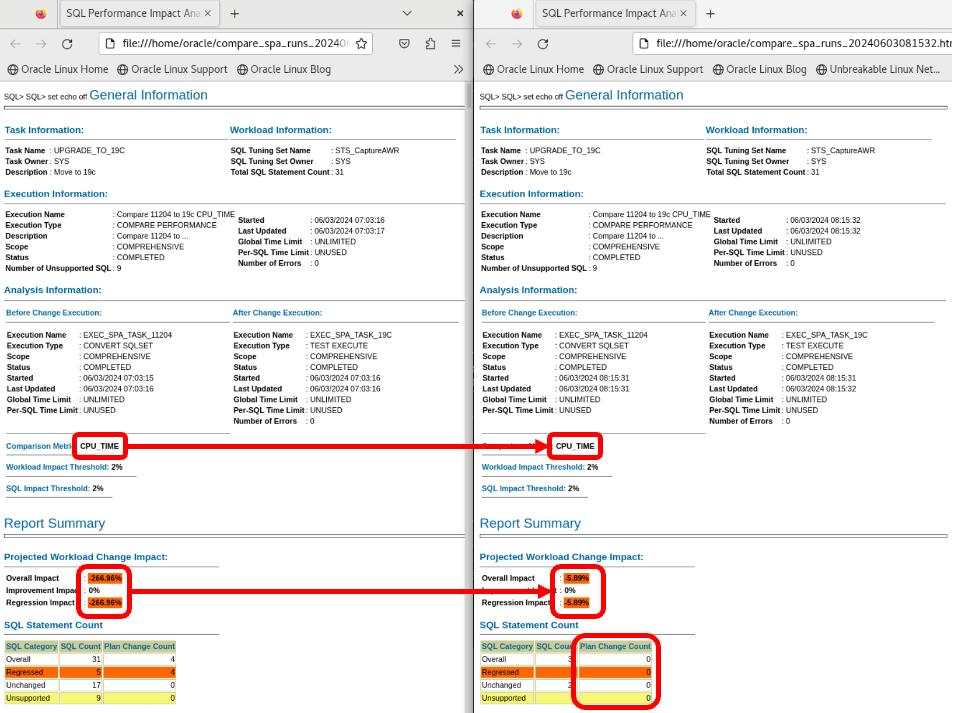 SQL Performance Impact Ana
file:///home/oracle/compare_spa_runs_20240
Oracle Linux Home Oracle Linux Support Oracle Linux Blog
SQL> SQL> set echo off General Information
Task Information: Workload Information:
Task Name : UPGRADE_TO_19C SQL Tuning Set Name : STS_CaptureAWR
Task Owner : SYS SQL Tuning Set Owner : SYS
Description : Move to 19c Total SQL Statement Count : 31
Execution Information:
Execution Name : Compare 11204 to 19c CPU_TIME
Started : 06/03/2024 07:03:16
Execution Type : COMPARE PERFORMANCE
Last Updated : 06/03/2024 07:03:17
Description : Compare 11204 to ...
Global Time Limit : UNLIMITED
Scope : COMPREHENSIVE
Per-SQL Time Limit : UNUSED
Status : COMPLETED
Number of Errors : 0
Number of Unsupported SQL : 9
Analysis Information:
Before Change Execution: After Change Execution:
Execution Name : EXEC_SPA_TASK_11204 Execution Name : EXEC_SPA_TASK_19C
Execution Type : CONVERT SQLSET Execution Type : TEST EXECUTE
Scope : COMPREHENSIVE Scope : COMPREHENSIVE
Status : COMPLETED Status : COMPLETED
Started : 06/03/2024 07:03:15 Started : 06/03/2024 07:03:16
Last Updated : 06/03/2024 07:03:16 Last Updated : 06/03/2024 07:03:16
Global Time Limit : UNLIMITED Global Time Limit : UNLIMITED
Per-SQL Time Limit : UNUSED Per-SQL Time Limit : UNUSED
Number of Errors : 0
Comparison Metric CPU_TIME
Workload Impact Threshold: 2%
SQL Impact Threshold: 2%
Report Summary
Projected Workload Change Impact:
Overall Impact : -266.96%
Improvement Impact : 0%
Regression Impact : -266.96%
SQL Statement Count
SQL Category SQL Count Plan Change Count
Overall 31 4
Regressed 5 4
Unchanged 17 0
Unsupported 9 0
SQL Performance Impact Ana
file:///home/oracle/compare_spa_runs_20240603081532.htm
Oracle Linux Home Oracle Linux Support Oracle Linux Blog Unbreakable Linux Net...
SQL> SQL> set echo off General Information
Task Information: Workload Information:
Task Name : UPGRADE_TO_19C SQL Tuning Set Name : STS_CaptureAWR
Task Owner : SYS SQL Tuning Set Owner : SYS
Description : Move to 19c Total SQL Statement Count : 31
Execution Information:
Execution Name : Compare 11204 to 19c CPU_TIME
Started : 06/03/2024 08:15:32
Execution Type : COMPARE PERFORMANCE
Last Updated : 06/03/2024 08:15:32
Description : Compare 11204 to ...
Global Time Limit : UNLIMITED
Scope : COMPREHENSIVE
Per-SQL Time Limit : UNUSED
Status : COMPLETED
Number of Errors : 0
Number of Unsupported SQL : 9
Analysis Information:
Before Change Execution: After Change Execution:
Execution Name : EXEC_SPA_TASK_11204 Execution Name : EXEC_SPA_TASK_19C
Execution Type : CONVERT SQLSET Execution Type : TEST EXECUTE
Scope : COMPREHENSIVE Scope : COMPREHENSIVE
Status : COMPLETED Status : COMPLETED
Started : 06/03/2024 08:15:31 Started : 06/03/2024 08:15:31
Last Updated : 06/03/2024 08:15:31 Last Updated : 06/03/2024 08:15:32
Global Time Limit : UNLIMITED Global Time Limit : UNLIMITED
Per-SQL Time Limit : UNUSED Per-SQL Time Limit : UNUSED
Number of Errors : 0
CPU_TIME
Workload Impact Threshold: 2%
SQL Impact Threshold: 2%
Report Summary
Projected Workload Change Impact:
Overall Impact : -5.89%
0%
Regression Impact : -5.89%
SQL Statement Count
SQL Category SQL Plan Change Count
Overall 0
Regressed 0
Unchanged 0
Unsupported 0